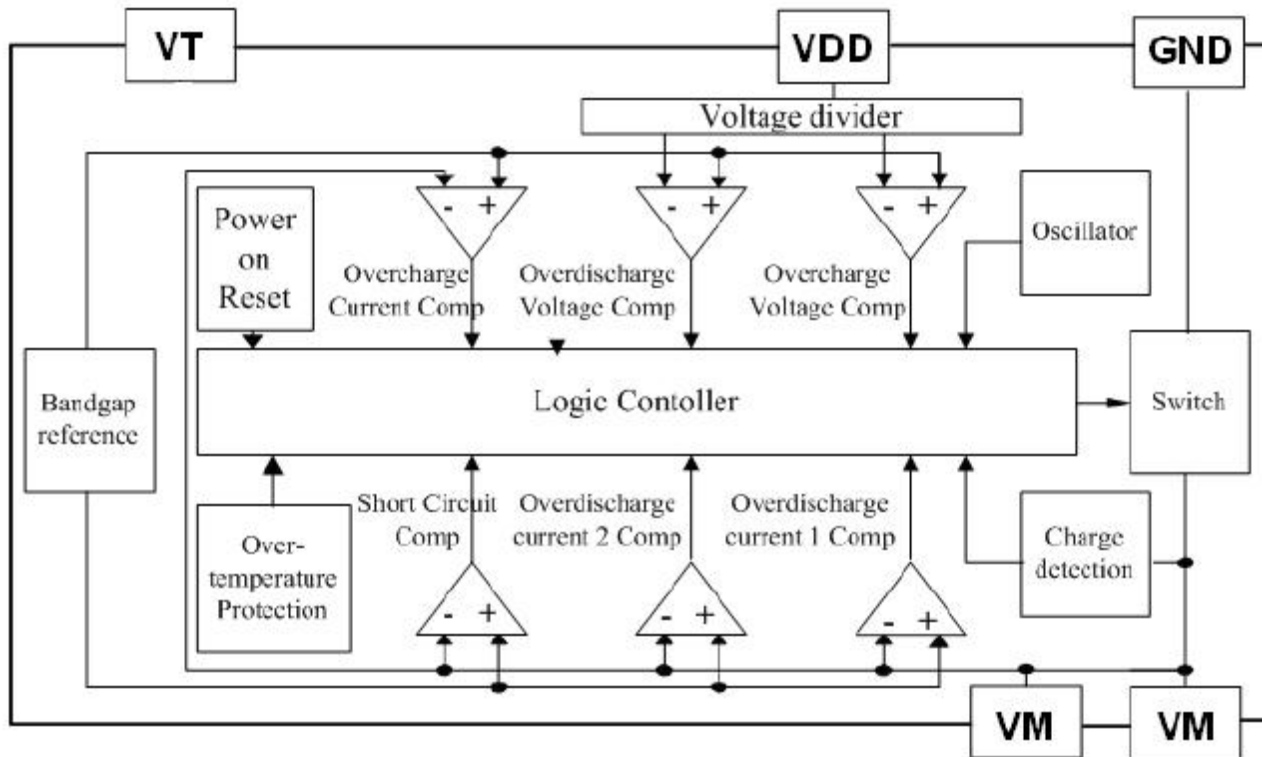 VT
VDD
GND
Voltage divider
- +
- +
- +
Power
on
Reset
Overcharge
Current Comp
Overdischarge
Voltage Comp
Overcharge
Voltage Comp
Oscillator
Bandgap
reference
Logic Contoller
Switch
Over-
temperature
Protection
Short Circuit
Comp
Overdischarge
current 2 Comp
Overdischarge
current 1 Comp
Charge
detection
- +
- +
- +
VM
VM